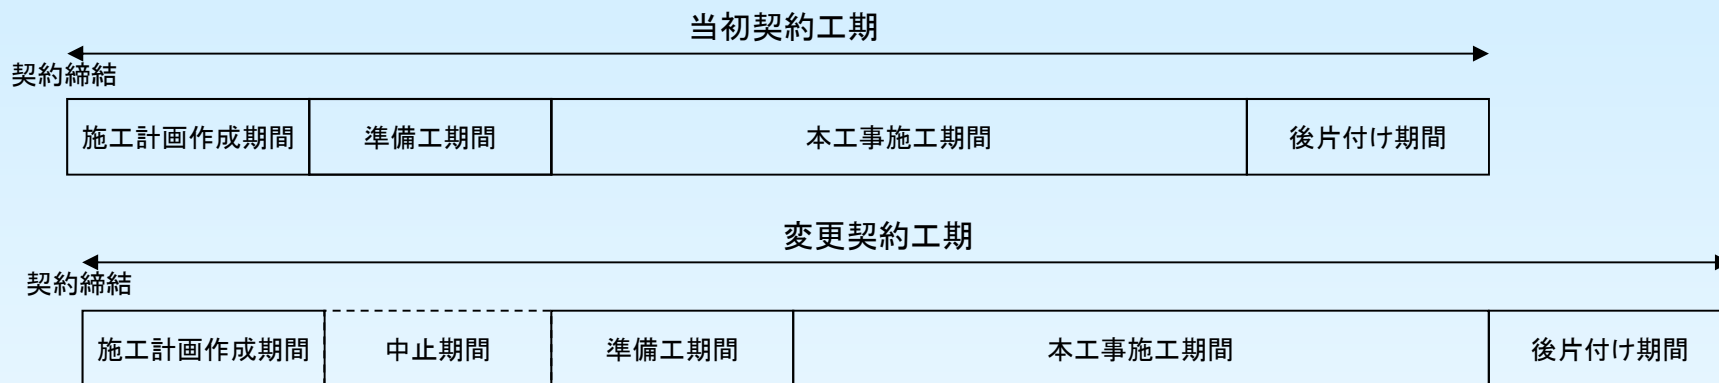 当初契約工期
契約締結
施工計画作成期間 準備工期間 本工事施工期間 後片付け期間
変更契約工期
契約締結
施工計画作成期間 中止期間 準備工期間 本工事施工期間 後片付け期間